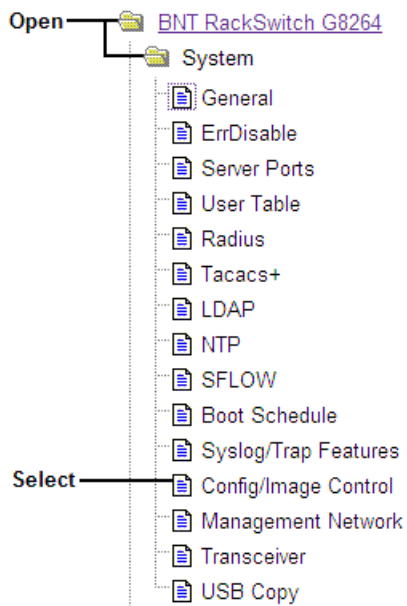 Open BNT RackSwitch G8264
System
General
ErrDisable
Server Ports
User Table
Radius
Tacacs+
LDAP
NTP
SFLOW
Boot Schedule
Syslog/Trap Features
Select Config/Image Control
Management Network
Transceiver
USB Copy